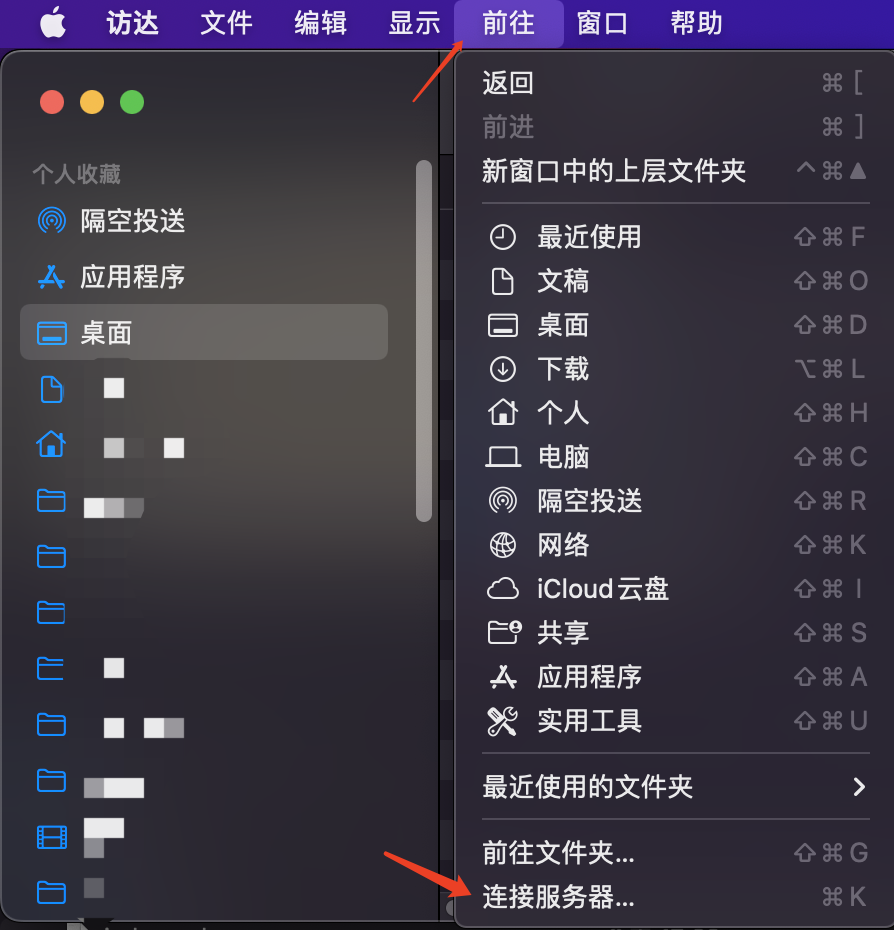 访达 文件 编辑 显示 前往 窗口 帮助
个人收藏
隔空投送
应用程序
桌面
返回 ⌘ [
前进 ⌘ ]
新窗口中的上层文件夹 ^ ⌘ ▲
最近使用 ⇧ ⌘ F
文稿 ⇧ ⌘ O
桌面 ⇧ ⌘ D
下载 ⌥ ⌘ L
个人 ⇧ ⌘ H
电脑 ⇧ ⌘ C
隔空投送 ⇧ ⌘ R
网络 ⇧ ⌘ K
iCloud云盘 ⇧ ⌘ I
共享 ⇧ ⌘ S
应用程序 ⇧ ⌘ A
实用工具 ⇧ ⌘ U
最近使用的文件夹 >
前往文件夹... ⇧ ⌘ G
连接服务器... ⌘ K